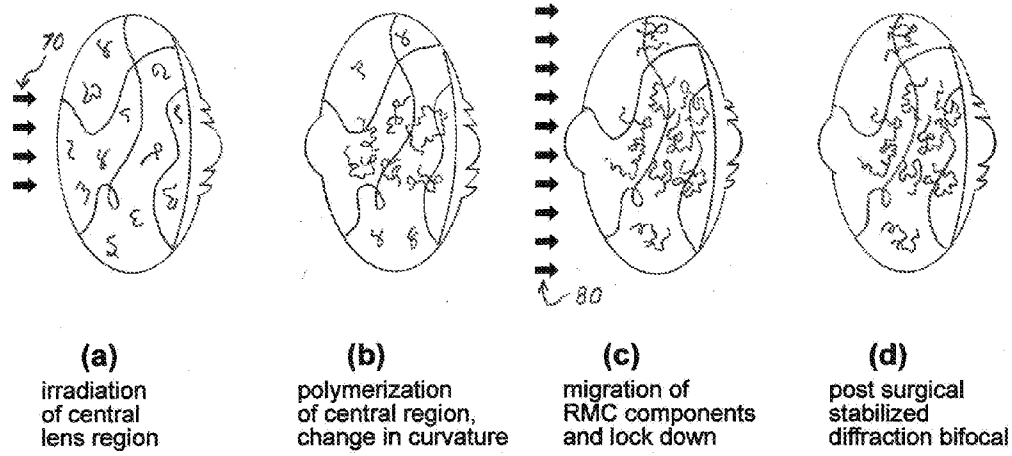 70
80
(a)
irradiation
of central
lens region
(b)
polymerization
of central region,
change in curvature
(c)
migration of
RMC components
and lock down
(d)
post surgical
stabilized
diffraction bifocal